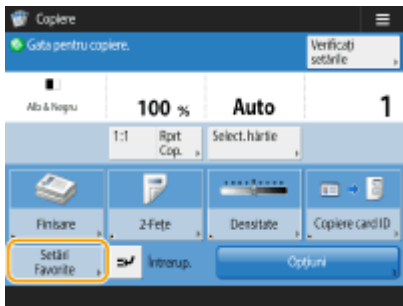 Copiere
Gata pentru copiere.
Verificați
setările
Alb & Negru
100 %
Auto
1
1:1
Rprt
Cop.
Select. hârtie
Finisare
2-Fețe
Densitate
Copiere card ID
Setări
Favorite
Întrerup.
Opțiuni